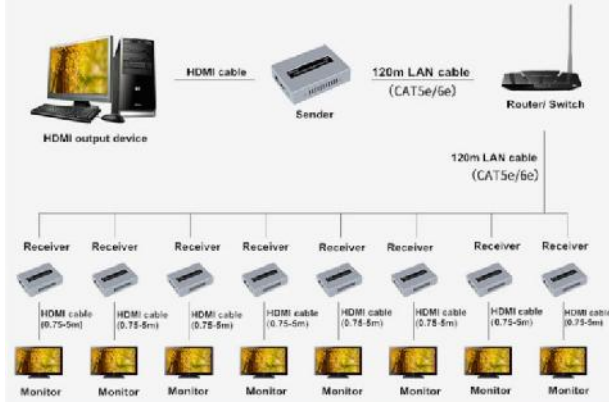 HDMI cable
120m LAN cable
(CAT5e/6e)
Sender
Router/ Switch
HDMI output device
120m LAN cable
(CAT5e/6e)
Receiver Receiver Receiver Receiver Receiver Receiver Receiver Receiver
HDMI cable HDMI cable HDMI cable HDMI cable HDMI cable HDMI cable HDMI cable HDMI cable
(0.75-5m) (0.75-5m) (0.75-5m) (0.75-5m) (0.75-5m) (0.75-5m) (0.75-5m) (0.75-5m)
Monitor Monitor Monitor Monitor Monitor Monitor Monitor Monitor